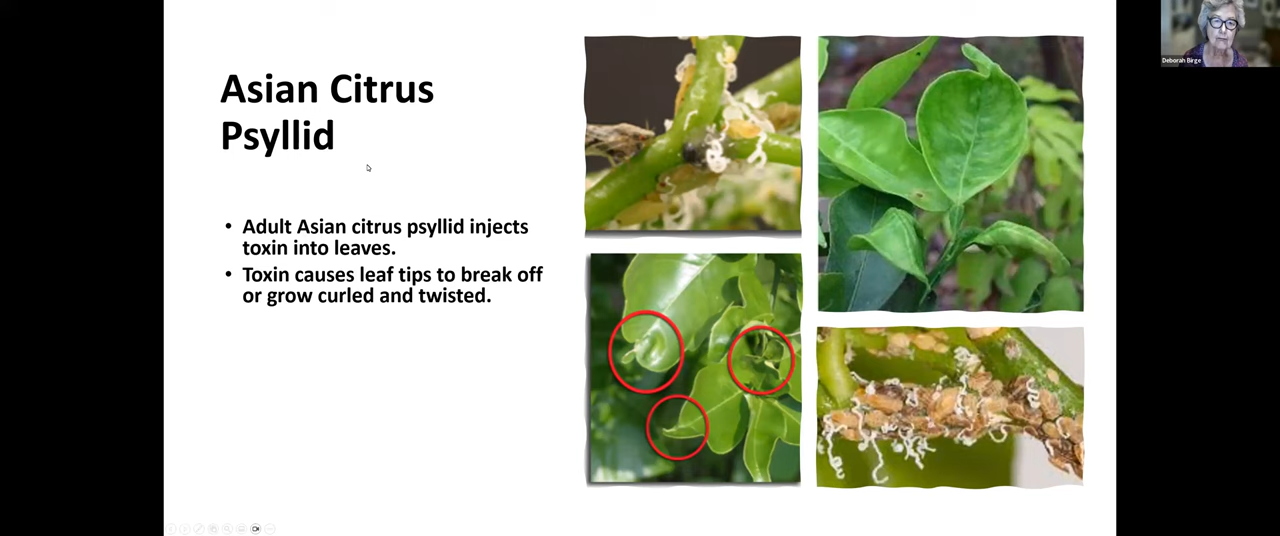 Asian Citrus
Psyllid
• Adult Asian citrus psyllid injects
toxin into leaves.
• Toxin causes leaf tips to break off
or grow curled and twisted.
Deborah Birge